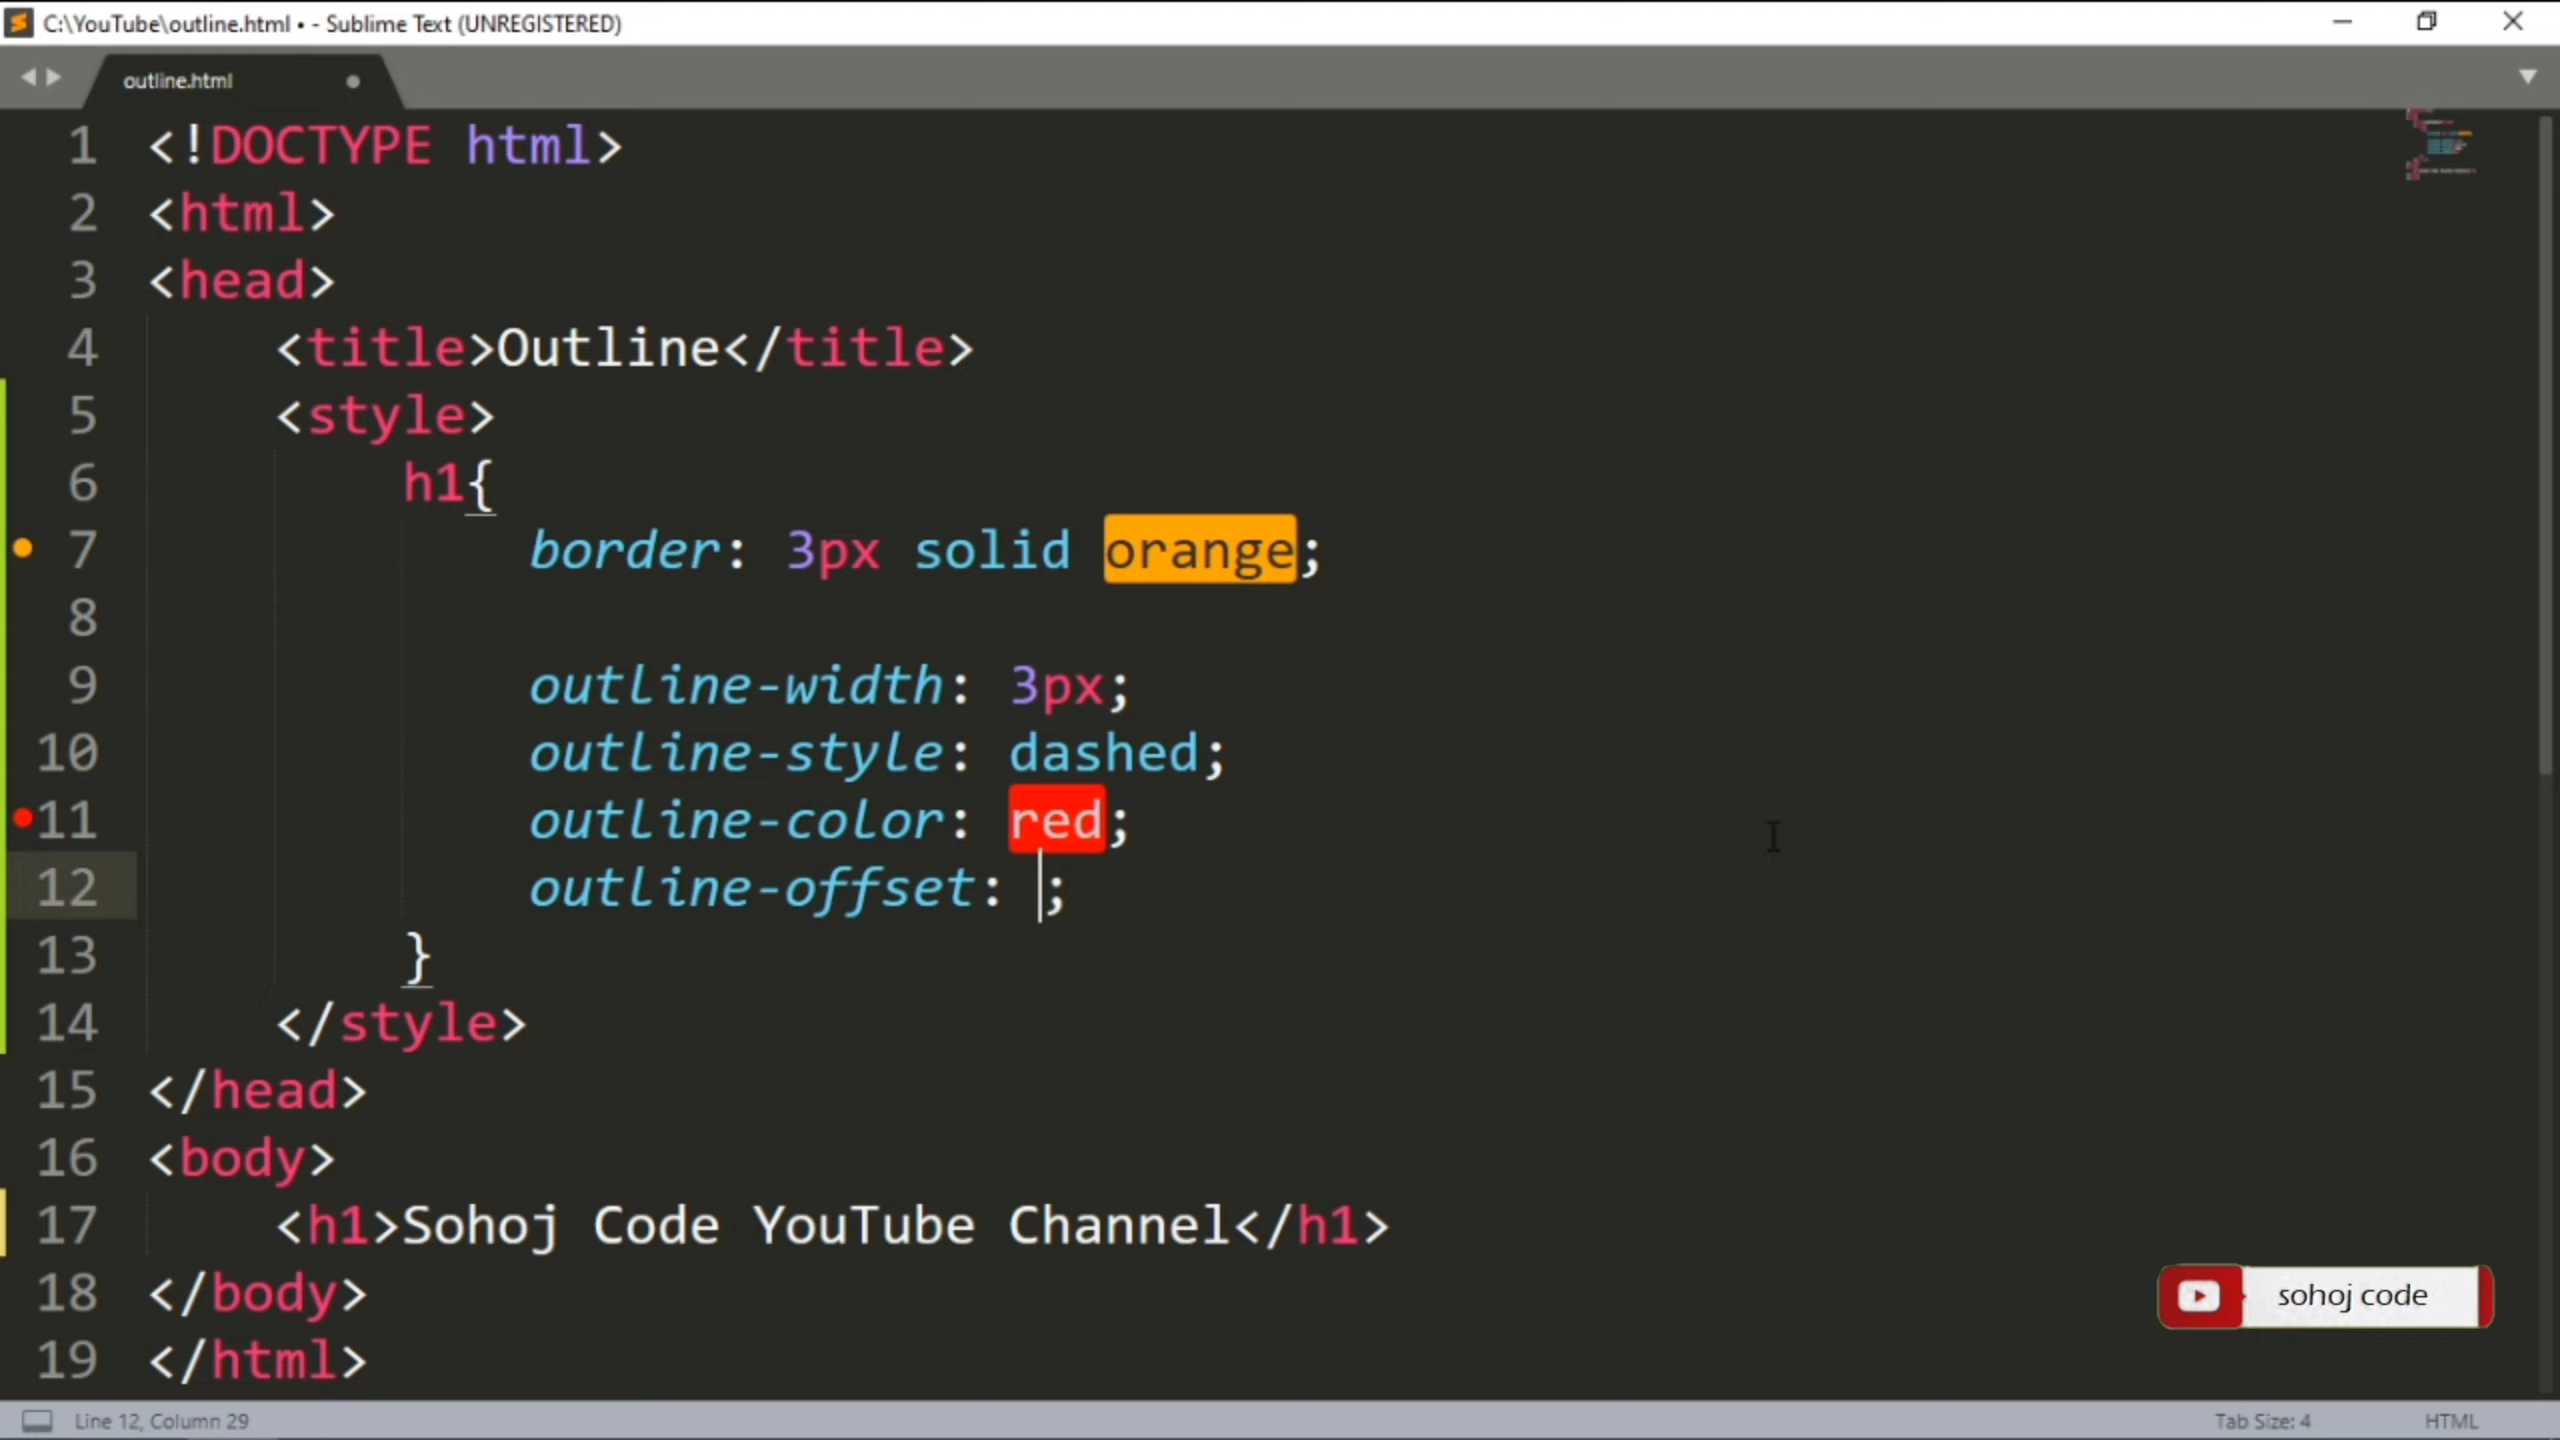 C:\YouTube\outline.html • - Sublime Text (UNREGISTERED)
outline.html
1 <!DOCTYPE html>
2 <html>
3 <head>
4 <title>Outline</title>
5 <style>
6 h1{
7 border: 3px solid orange;
8
9 outline-width: 3px;
10 outline-style: dashed;
11 outline-color: red;
12 outline-offset: ;
13 }
14 </style>
15 </head>
16 <body>
17 <h1>Sohoj Code YouTube Channel</h1>
18 </body>
19 </html>
sohoj code
Line 12, Column 29
Tab Size: 4
HTML